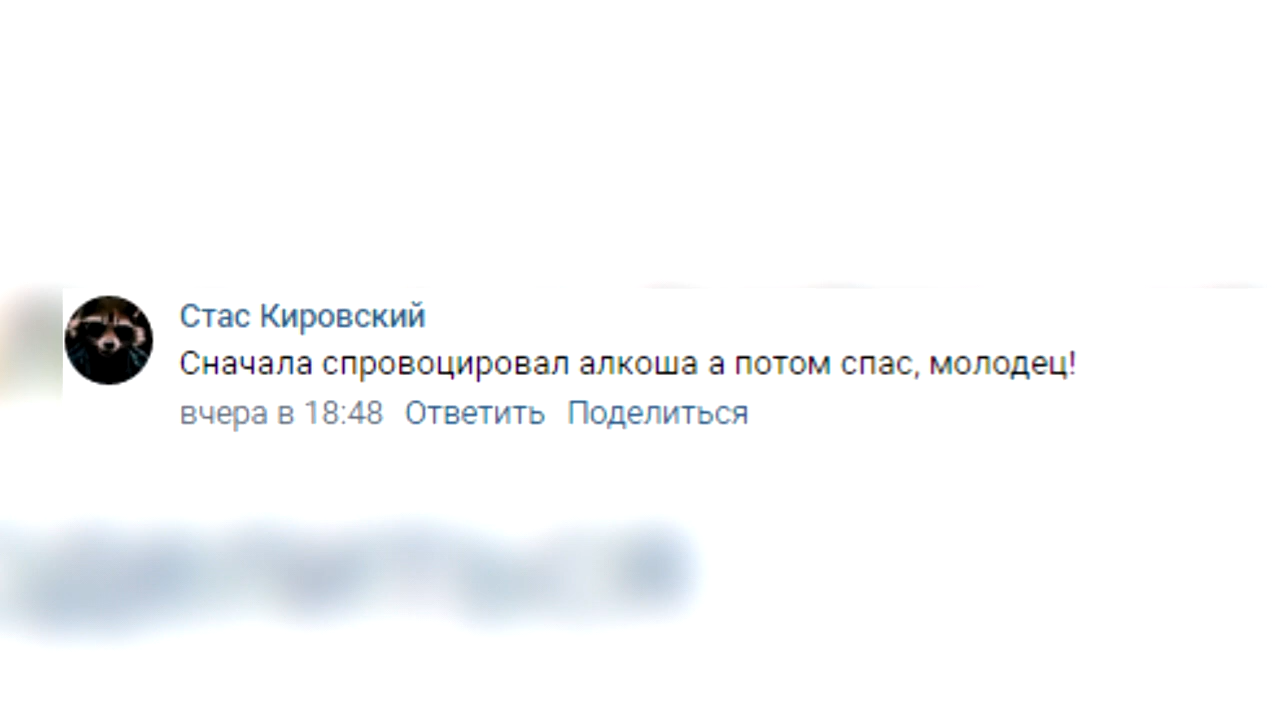 Стас Кировский
Сначала спровоцировал алкоша а потом спас, молодец!
вчера в 18:48 Ответить Поделиться